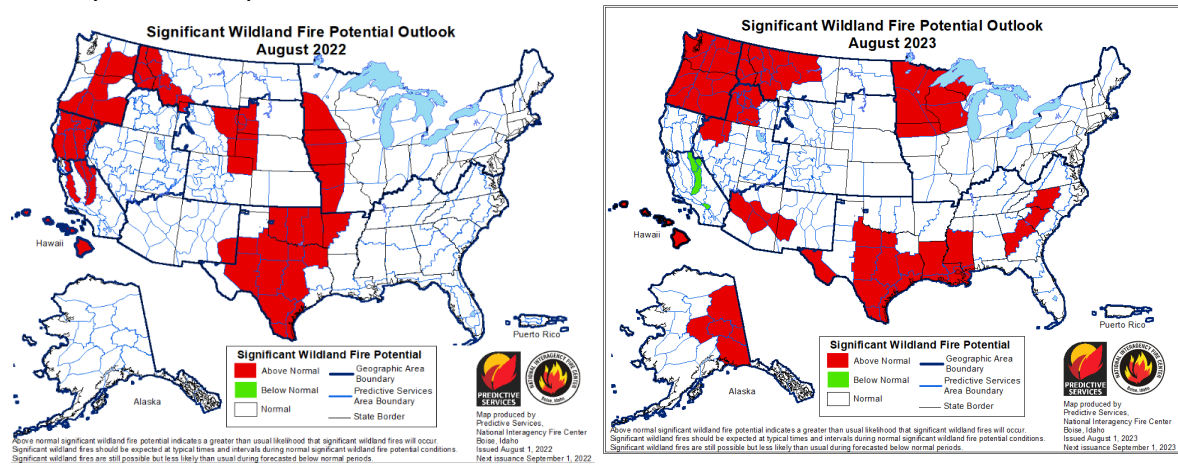 Significant Wildland Fire Potential Outlook
August 2022
Hawaii
Alaska
Puerto Rico
Significant Wildland Fire Potential
Above Normal
Below Normal
Normal
Geographic Area
Boundary
Predictive Services
Area Boundary
State Border
PREDICTIVE
SERVICES
NATIONAL INTERAGENCY FIRE CENTER
Boise, Idaho
Map produced by
Predictive Services,
National Interagency Fire Center
Boise, Idaho
Issued August 1, 2022
Next issuance September 1, 2022
Above normal significant wildland fire potential indicates a greater than usual likelihood that significant wildland fires will occur.
Significant wildland fires should be expected at typical times and intervals during normal significant wildland fire potential conditions.
Significant wildland fires are still possible but less likely than usual during forecasted below normal periods.
Significant Wildland Fire Potential Outlook
August 2023
Hawaii
Alaska
Puerto Rico
Significant Wildland Fire Potential
Above Normal
Below Normal
Normal
Geographic Area
Boundary
Predictive Services
Area Boundary
State Border
PREDICTIVE
SERVICES
NATIONAL INTERAGENCY FIRE CENTER
Boise, Idaho
Map produced by
Predictive Services,
National Interagency Fire Center
Boise, Idaho
Issued August 1, 2023
Next issuance September 1, 2023
Above normal significant wildland fire potential indicates a greater than usual likelihood that significant wildland fires will occur.
Significant wildland fires should be expected at typical times and intervals during normal significant wildland fire potential conditions.
Significant wildland fires are still possible but less likely than usual during forecasted below normal periods.